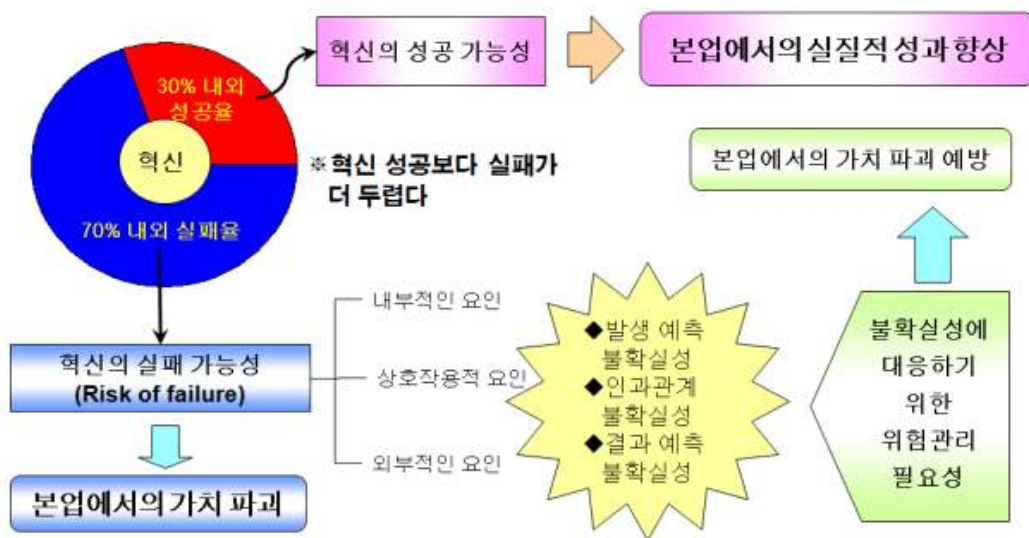 30% 내외
성공율
혁신
70% 내외 실패율
혁신의 성공 가능성
본업에서의 실질적 성과 향상
※ 혁신 성공보다 실패가
더 두렵다
본업에서의 가치 파괴 예방
혁신의 실패 가능성
(Risk of failure)
본업에서의 가치 파괴
내부적인 요인
상호작용적 요인
외부적인 요인
◆발생 예측
불확실성
◆인과관계
불확실성
◆결과 예측
불확실성
불확실성에
대응하기
위한
위험관리
필요성